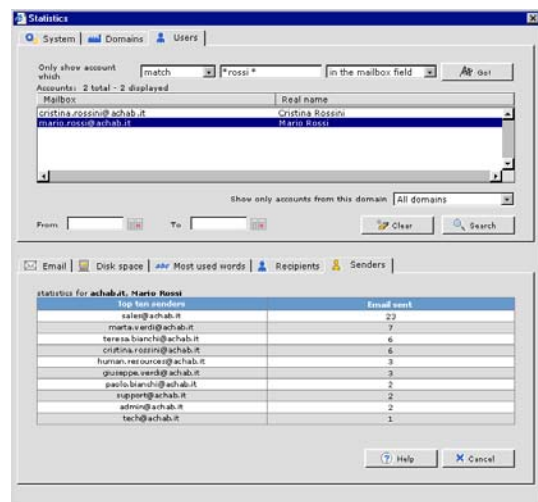 Statistics
System Domains Users
Only show account which match *rossi * in the mailbox field Go!
Accounts: 2 total - 2 displayed
Mailbox Real name
cristina.rossini@achab.it Cristina Rossini
mario.rossi@achab.it Mario Rossi
Show only accounts from this domain All domains
From To Clear Search
Email Disk space abc Most used words Recipients Senders
statistics for achab.it, Mario Rossi
Top ten senders Email sent
sales@achab.it 23
marta.verdi@achab.it 7
teresa.bianchi@achab.it 6
cristina.rossini@achab.it 6
human.resources@achab.it 3
giuseppe.verdi@achab.it 3
paolo.bianchi@achab.it 2
support@achab.it 2
admin@achab.it 2
tech@achab.it 1
? Help Cancel